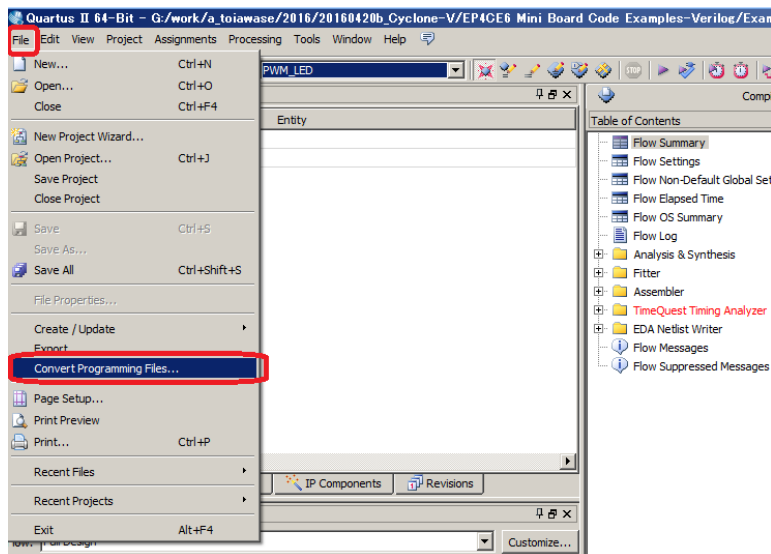 Quartus II 64-Bit - G:/work/a_toiawase/2016/20160420b_Cyclone-V/EP4CE6 Mini Board Code Examples-Verilog/Exam
File Edit View Project Assignments Processing Tools Window Help
New... Ctrl+N
Open... Ctrl+O
Close Ctrl+F4
New Project Wizard...
Open Project... Ctrl+J
Save Project
Close Project
Save Ctrl+S
Save As...
Save All Ctrl+Shift+S
File Properties...
Create / Update
Export...
Convert Programming Files...
Page Setup...
Print Preview
Print... Ctrl+P
Recent Files
Recent Projects
Exit Alt+F4
PWM_LED
Entity
IP Components
Revisions
Full Design
Customize...
Compi
Table of Contents
Flow Summary
Flow Settings
Flow Non-Default Global Set
Flow Elapsed Time
Flow OS Summary
Flow Log
Analysis & Synthesis
Fitter
Assembler
TimeQuest Timing Analyzer
EDA Netlist Writer
Flow Messages
Flow Suppressed Messages